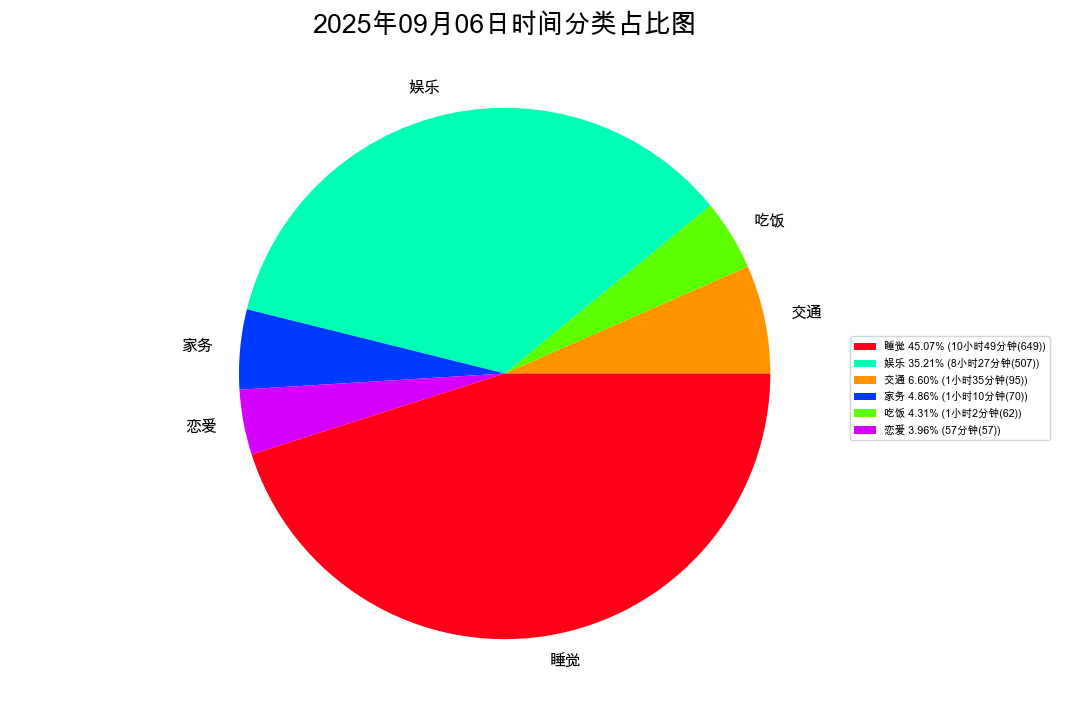 2025年09月06日时间分类占比图
娱乐
吃饭
交通
家务
恋爱
睡觉
睡觉 45.07% (10小时49分钟(649))
娱乐 35.21% (8小时27分钟(507))
交通 6.60% (1小时35分钟(95))
家务 4.86% (1小时10分钟(70))
吃饭 4.31% (1小时2分钟(62))
恋爱 3.96% (57分钟(57))